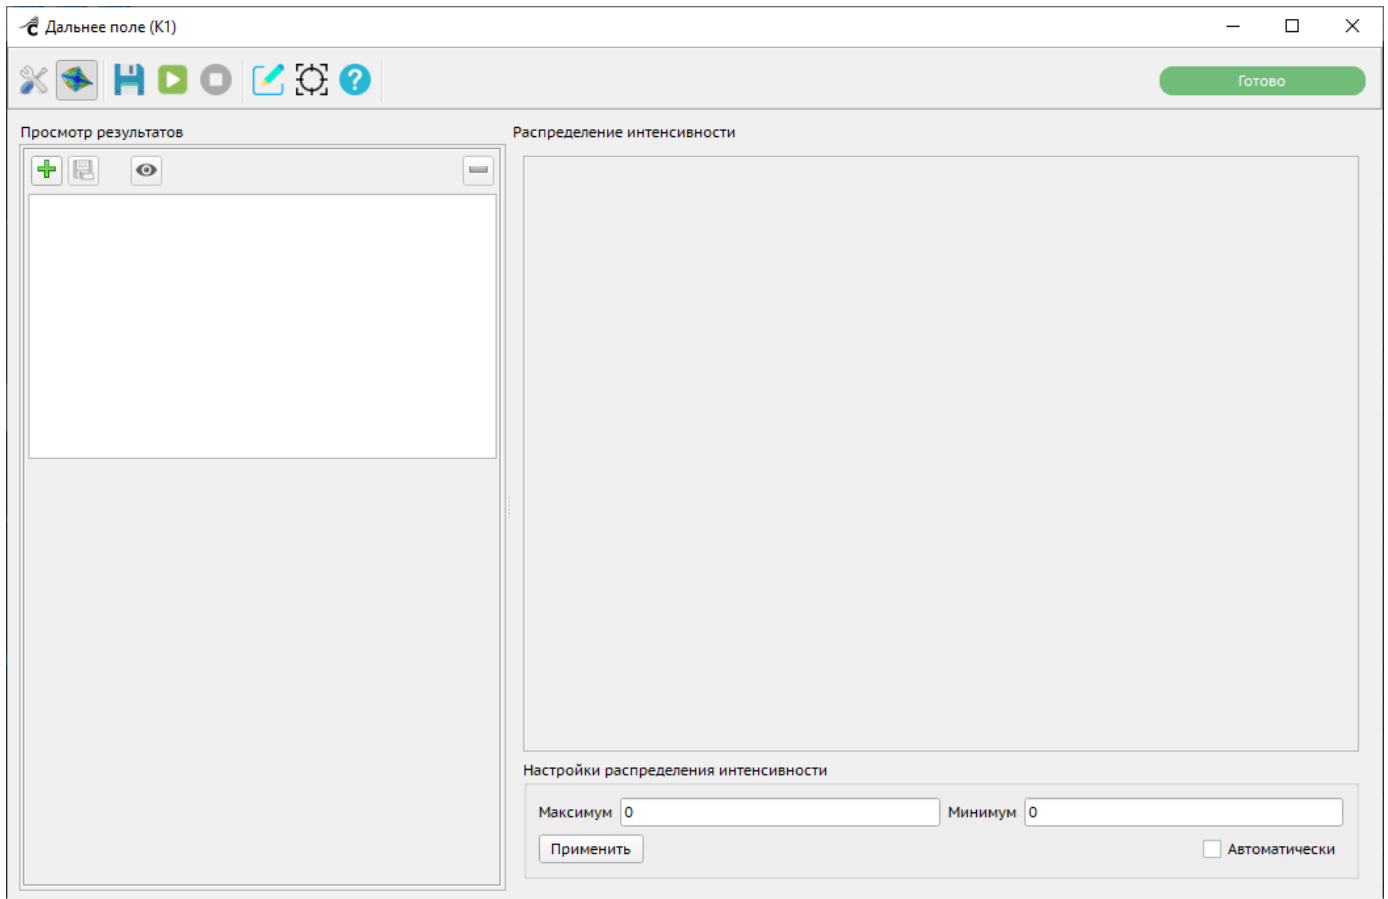 Дальнее поле (K1)
Готово
Просмотр результатов
Распределение интенсивности
Настройки распределения интенсивности
Максимум 0 Минимум 0
Применить Автоматически